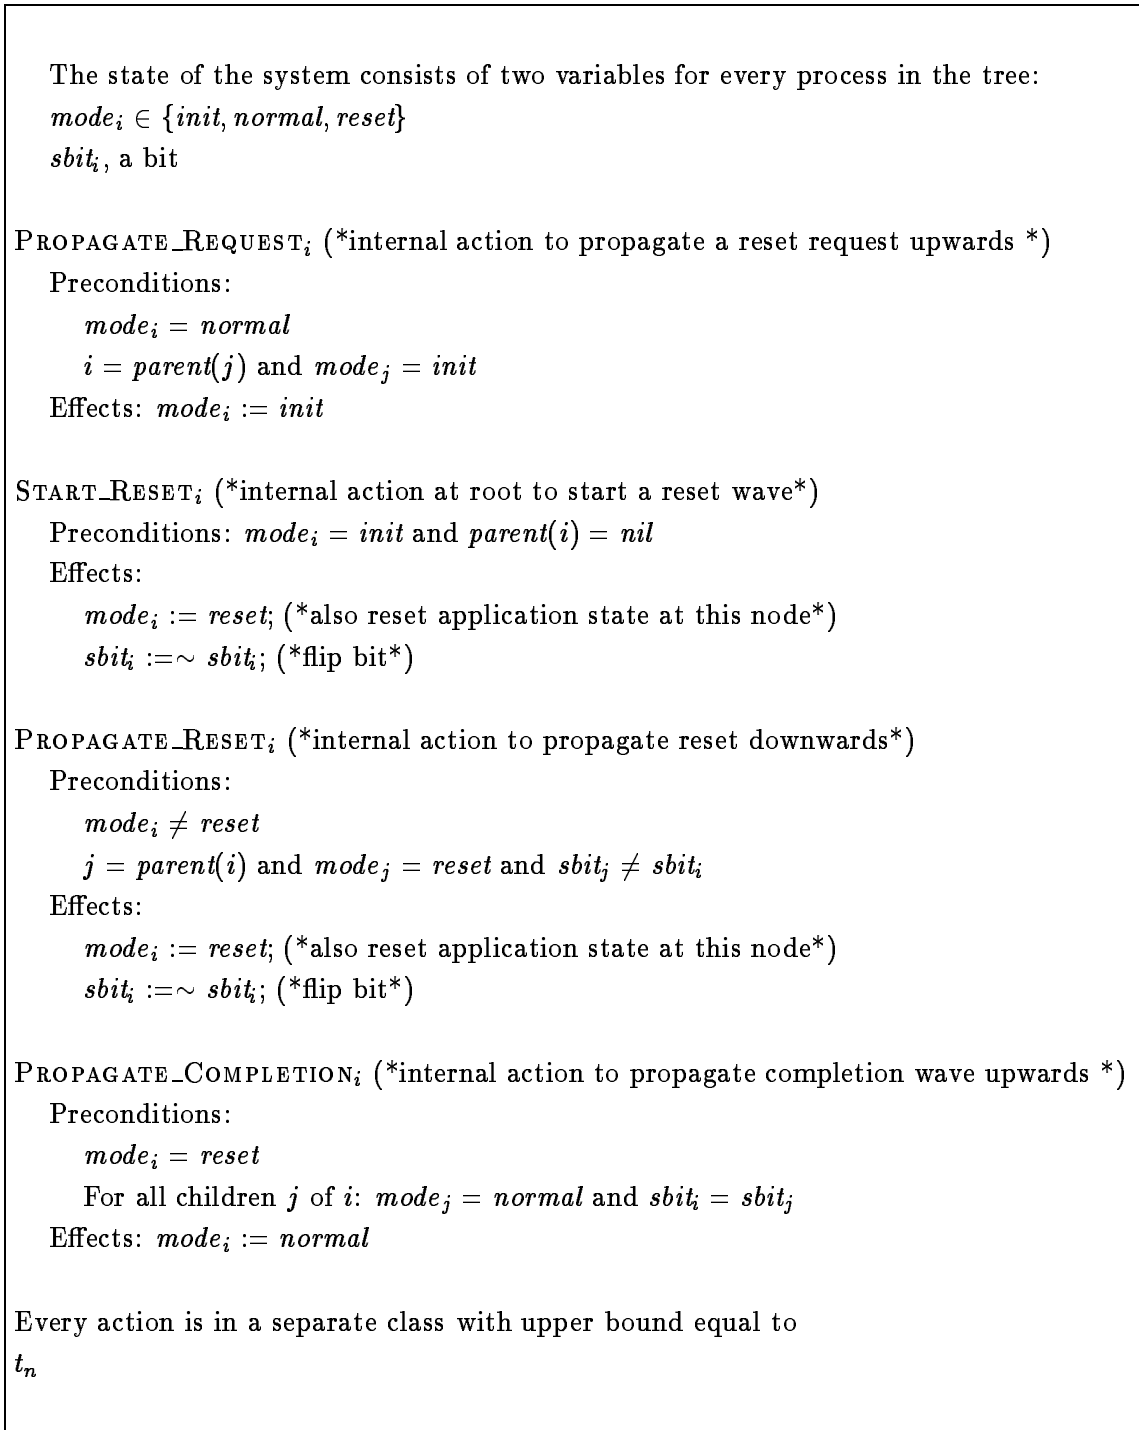 The state of the system consists of two variables for every process in the tree:
mode_i ∈ {init, normal, reset}
sbit_i, a bit
PROPAGATE_REQUEST_i (*internal action to propagate a reset request upwards *)
Preconditions:
mode_i = normal
i = parent(j) and mode_j = init
Effects: mode_i := init
START_RESET_i (*internal action at root to start a reset wave*)
Preconditions: mode_i = init and parent(i) = nil
Effects:
mode_i := reset; (*also reset application state at this node*)
sbit_i :=∼ sbit_i; (*flip bit*)
PROPAGATE_RESET_i (*internal action to propagate reset downwards*)
Preconditions:
mode_i ≠ reset
j = parent(i) and mode_j = reset and sbit_j ≠ sbit_i
Effects:
mode_i := reset; (*also reset application state at this node*)
sbit_i :=∼ sbit_i; (*flip bit*)
PROPAGATE_COMPLETION_i (*internal action to propagate completion wave upwards *)
Preconditions:
mode_i = reset
For all children j of i: mode_j = normal and sbit_i = sbit_j
Effects: mode_i := normal
Every action is in a separate class with upper bound equal to
t_n